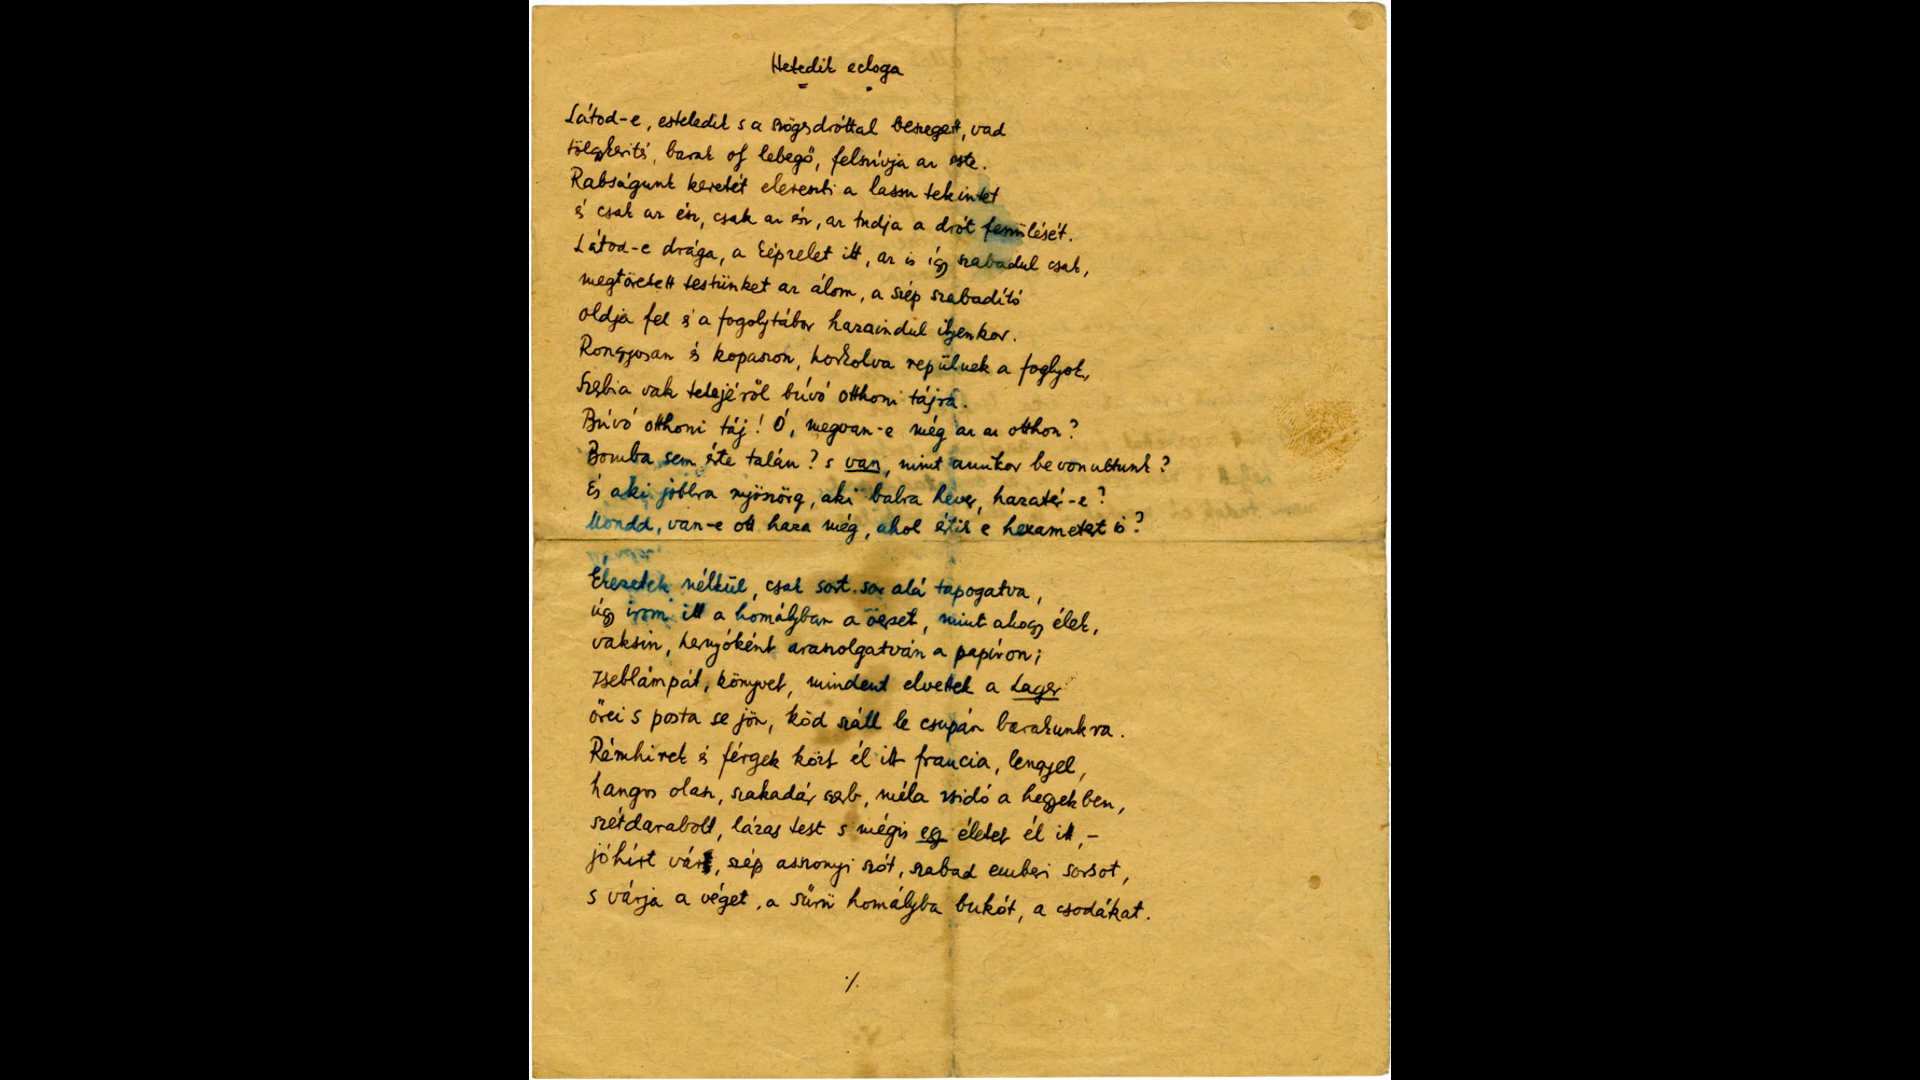 Hetedik ecloga
Látod-e, esteledik s a szögesdróttal beszegett, vad
tölgykerités, barak oly lebegő, felszívja az este.
Rabságunk keretét elereszti a lassu tekintet
és csak az ész, csak az ész, az tudja a drót feszülését.
Látod-e drága, a képzelet itt, az is így szabadul csak,
megtöretett testünket az álom, a szép szabadító
oldja fel és a fogolytábor hazaindul ilyenkor.
Rongyosan és kopaszon, horkolva repülnek a foglyok,
Szerbia vak tetejéről búvó otthoni tájra.
Búvó otthoni táj! Ó, megvan-e még az az otthon?
Bomba sem érte talán? s van, mint amikor bevonultunk?
És aki jobbra nyöszörg, aki balra hever, hazatér-e?
Mondd, van-e ott haza még, ahol értik e hexametert is?
Ékezetek nélkül, csak sort sor alá tapogatva,
úgy irom itt a homályban a verset, mint ahogy élek,
vaksin, hernyóként araszolgatván a papíron;
zseblámpát, könyvet, mindent elvettek a Lager
őrei s posta se jön, köd száll le csupán barakunkra.
Rémhirek és férgek közt él itt francia, lengyel,
hangos olasz, szakadár szerb, méla zsidó a hegyekben,
szétdarabolt, lázas test s mégis egy életet él itt,–
jóhírt vár, szép asszonyi szót, szabad emberi sorsot,
s várja a véget, a sűrü homályba bukót, a csodákat.
./.